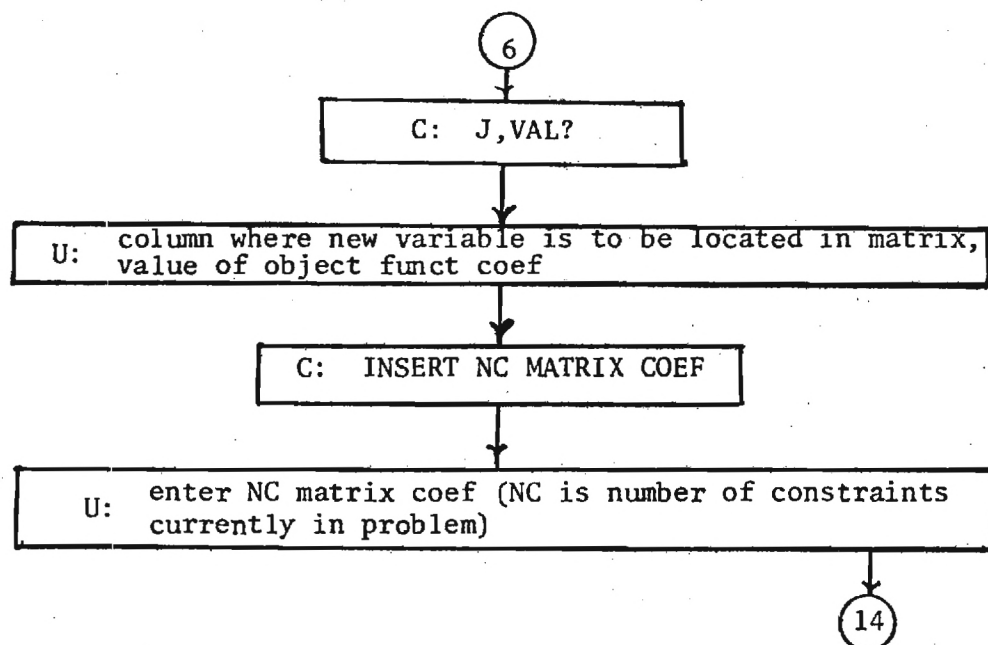 6
C: J,VAL?
U: column where new variable is to be located in matrix,
value of object funct coef
C: INSERT NC MATRIX COEF
U: enter NC matrix coef (NC is number of constraints
currently in problem)
14